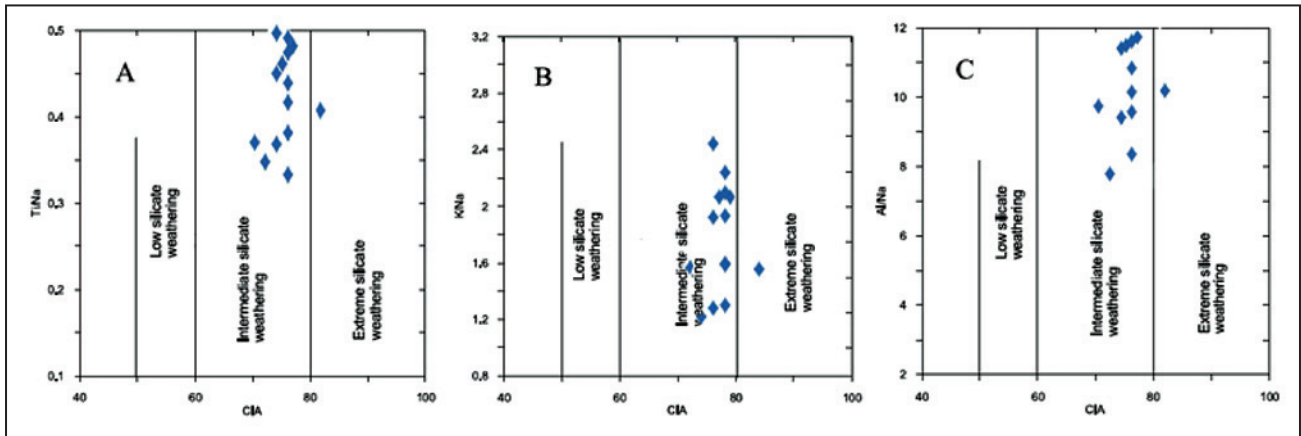 A
0.5
0.4
0.3
0.2
0.1
Ti/Na
Low silicate
weathering
Intermediate silicate
weathering
Extreme silicate
weathering
40
60
80
100
CIA
B
3.2
2.8
2.4
2
1.6
1.2
0.8
K/Na
Low silicate
weathering
Intermediate silicate
weathering
Extreme silicate
weathering
40
60
80
100
CIA
C
12
10
8
6
4
2
Al/Na
Low silicate
weathering
Intermediate silicate
weathering
Extreme silicate
weathering
40
60
80
100
CIA